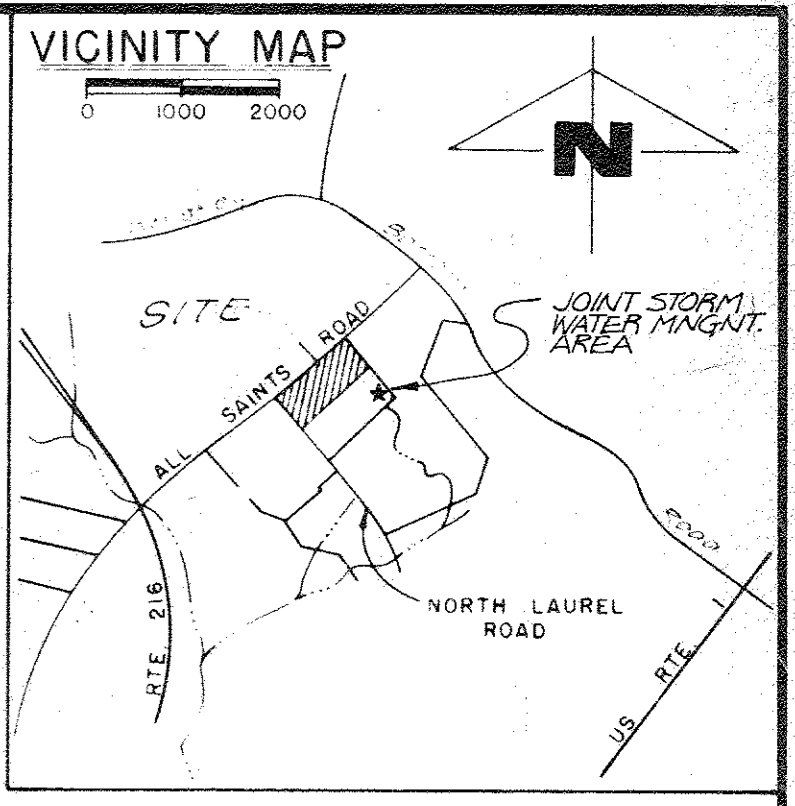 VICINITY MAP
0 1000 2000
N
SITE
JOINT STORM
WATER MNGNT.
AREA
ALL SAINTS ROAD
NORTH LAUREL
ROAD
RTE. 216
ROAD
US RTE.